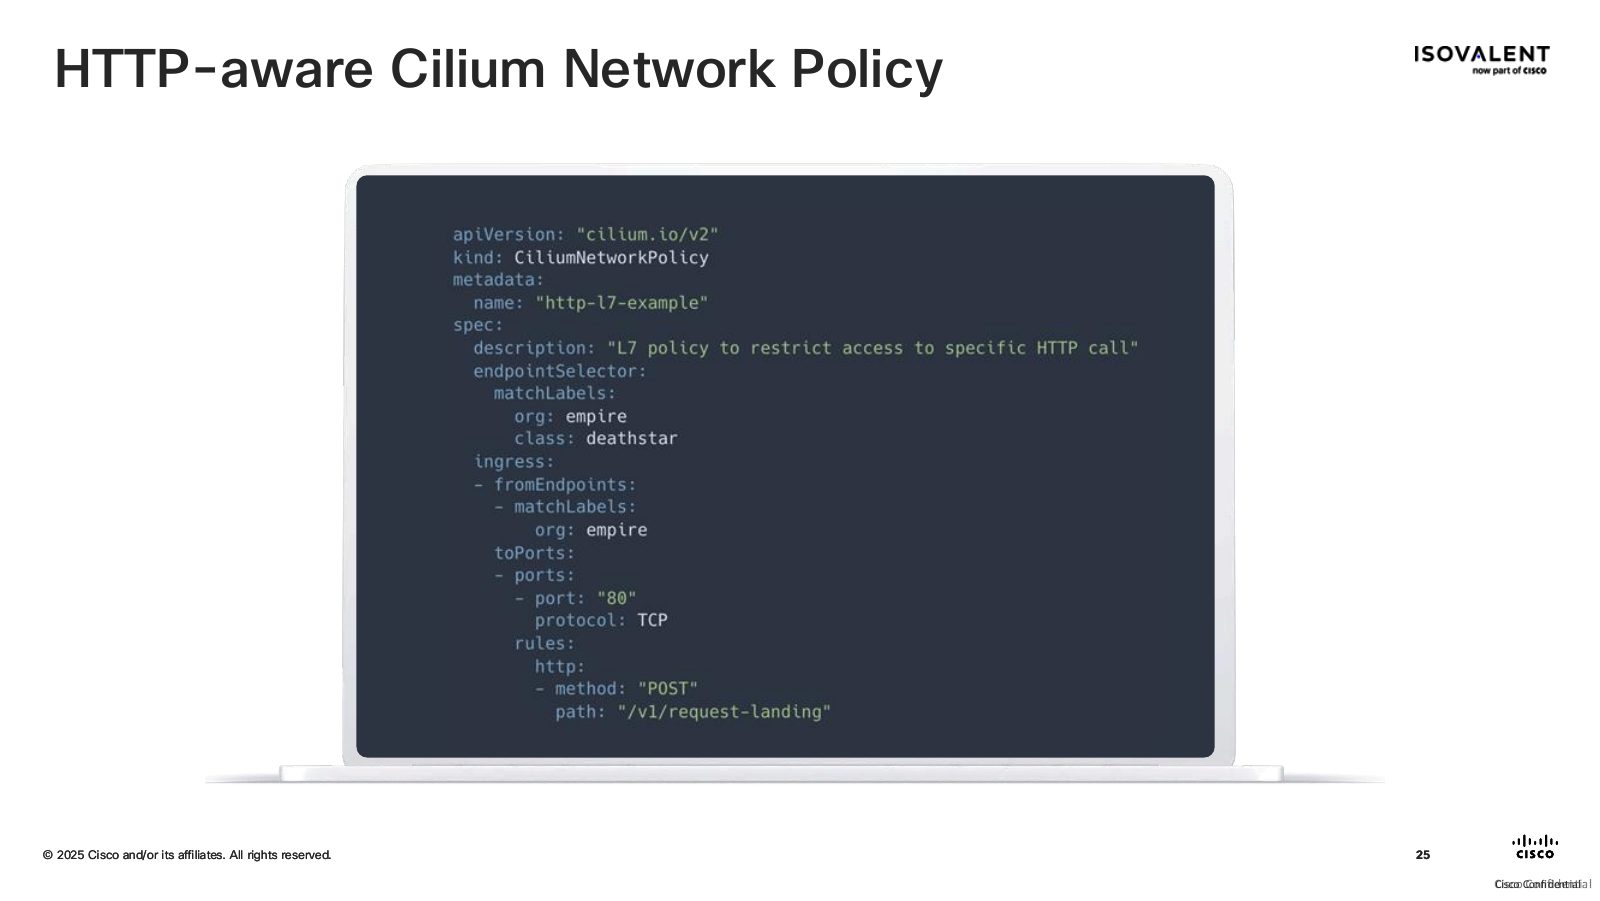 HTTP-aware Cilium Network Policy
ISOVALENT
now part of CISCO
apiVersion: "cilium.io/v2"
kind: CiliumNetworkPolicy
metadata:
  name: "http-l7-example"
spec:
  description: "L7 policy to restrict access to specific HTTP call"
  endpointSelector:
    matchLabels:
      org: empire
      class: deathstar
  ingress:
  - fromEndpoints:
    - matchLabels:
        org: empire
    toPorts:
    - ports:
      - port: "80"
        protocol: TCP
      rules:
        http:
        - method: "POST"
          path: "/v1/request-landing"
© 2025 Cisco and/or its affiliates. All rights reserved.
25
CISCO
Cisco Confidential